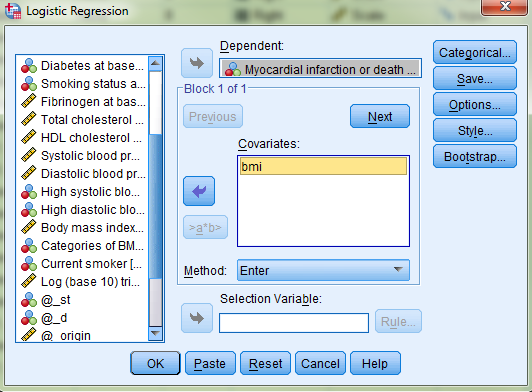 Logistic Regression
Diabetes at base...
Smoking status a...
Fibrinogen at bas...
Total cholesterol ...
HDL cholesterol ...
Systolic blood pr...
Diastolic blood pr...
High systolic blo...
High diastolic blo...
Body mass index...
Categories of BM...
Current smoker [...
Log (base 10) tri...
@_st
@_d
@_origin
Dependent:
Myocardial infarction or death ...
Block 1 of 1
Previous
Next
Covariates:
bmi
>a*b>
Method:
Enter
Selection Variable:
Rule...
Categorical...
Save...
Options...
Style...
Bootstrap...
OK
Paste
Reset
Cancel
Help